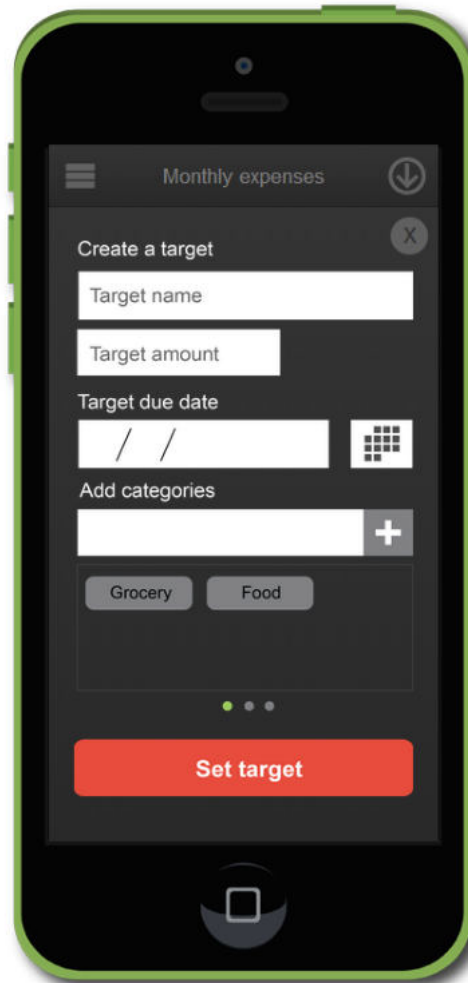 Monthly expenses
X
Create a target
Target name
Target amount
Target due date
/ /
Add categories
+
Grocery Food
Set target